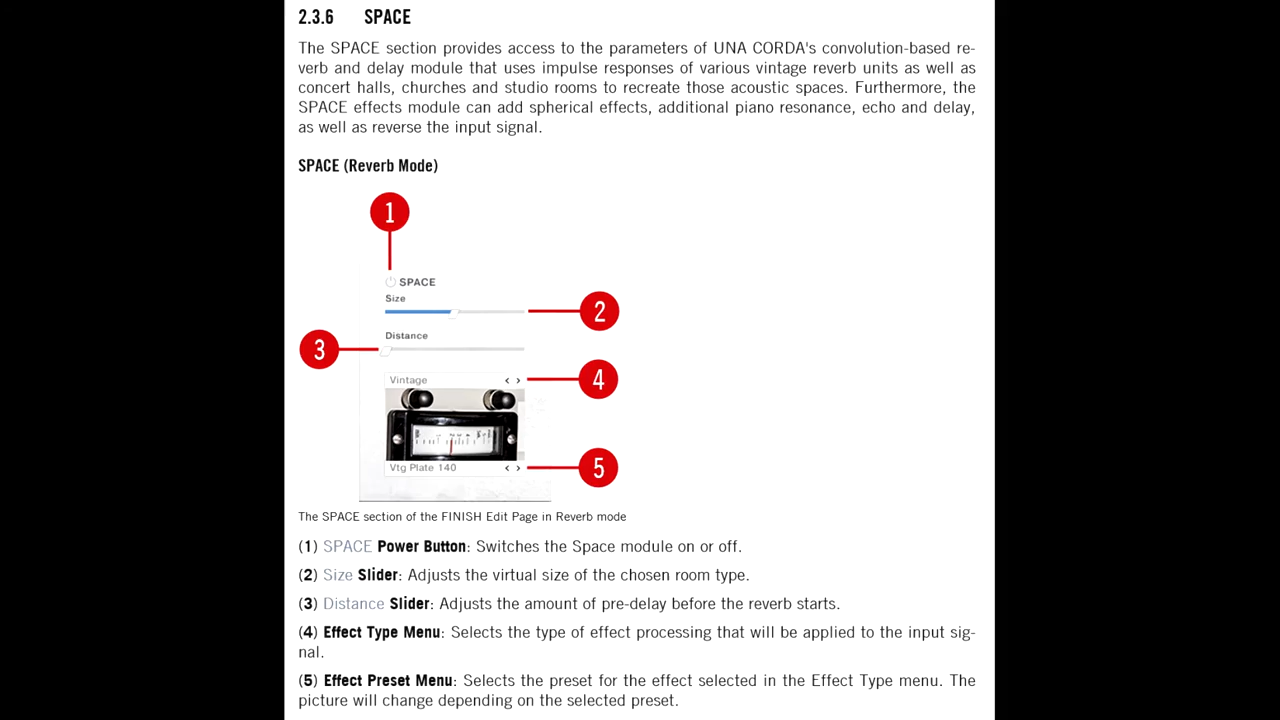 2.3.6 SPACE
The SPACE section provides access to the parameters of UNA CORDA's convolution-based re-
verb and delay module that uses impulse responses of various vintage reverb units as well as
concert halls, churches and studio rooms to recreate those acoustic spaces. Furthermore, the
SPACE effects module can add spherical effects, additional piano resonance, echo and delay,
as well as reverse the input signal.
SPACE (Reverb Mode)
1
SPACE
Size
2
Distance
3
Vintage < >
4
Vtg Plate 140 < >
5
The SPACE section of the FINISH Edit Page in Reverb mode
(1) SPACE Power Button: Switches the Space module on or off.
(2) Size Slider: Adjusts the virtual size of the chosen room type.
(3) Distance Slider: Adjusts the amount of pre-delay before the reverb starts.
(4) Effect Type Menu: Selects the type of effect processing that will be applied to the input sig-
nal.
(5) Effect Preset Menu: Selects the preset for the effect selected in the Effect Type menu. The
picture will change depending on the selected preset.